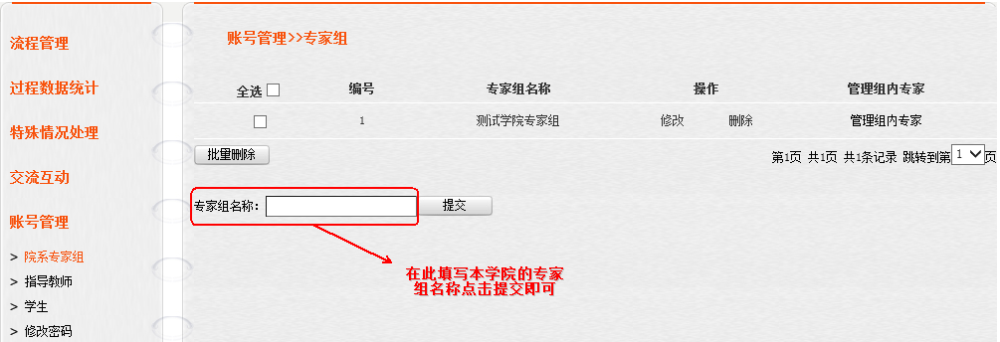 流程管理
过程数据统计
特殊情况处理
交流互动
账号管理
> 院系专家组
> 指导教师
> 学生
> 修改密码
账号管理>>专家组
全选 编号 专家组名称 操作 管理组内专家
1 测试学院专家组 修改 删除 管理组内专家
批量删除 第1页 共1页 共1条记录 跳转到第 1 页
专家组名称： 提交
在此填写本学院的专家
组名称点击提交即可